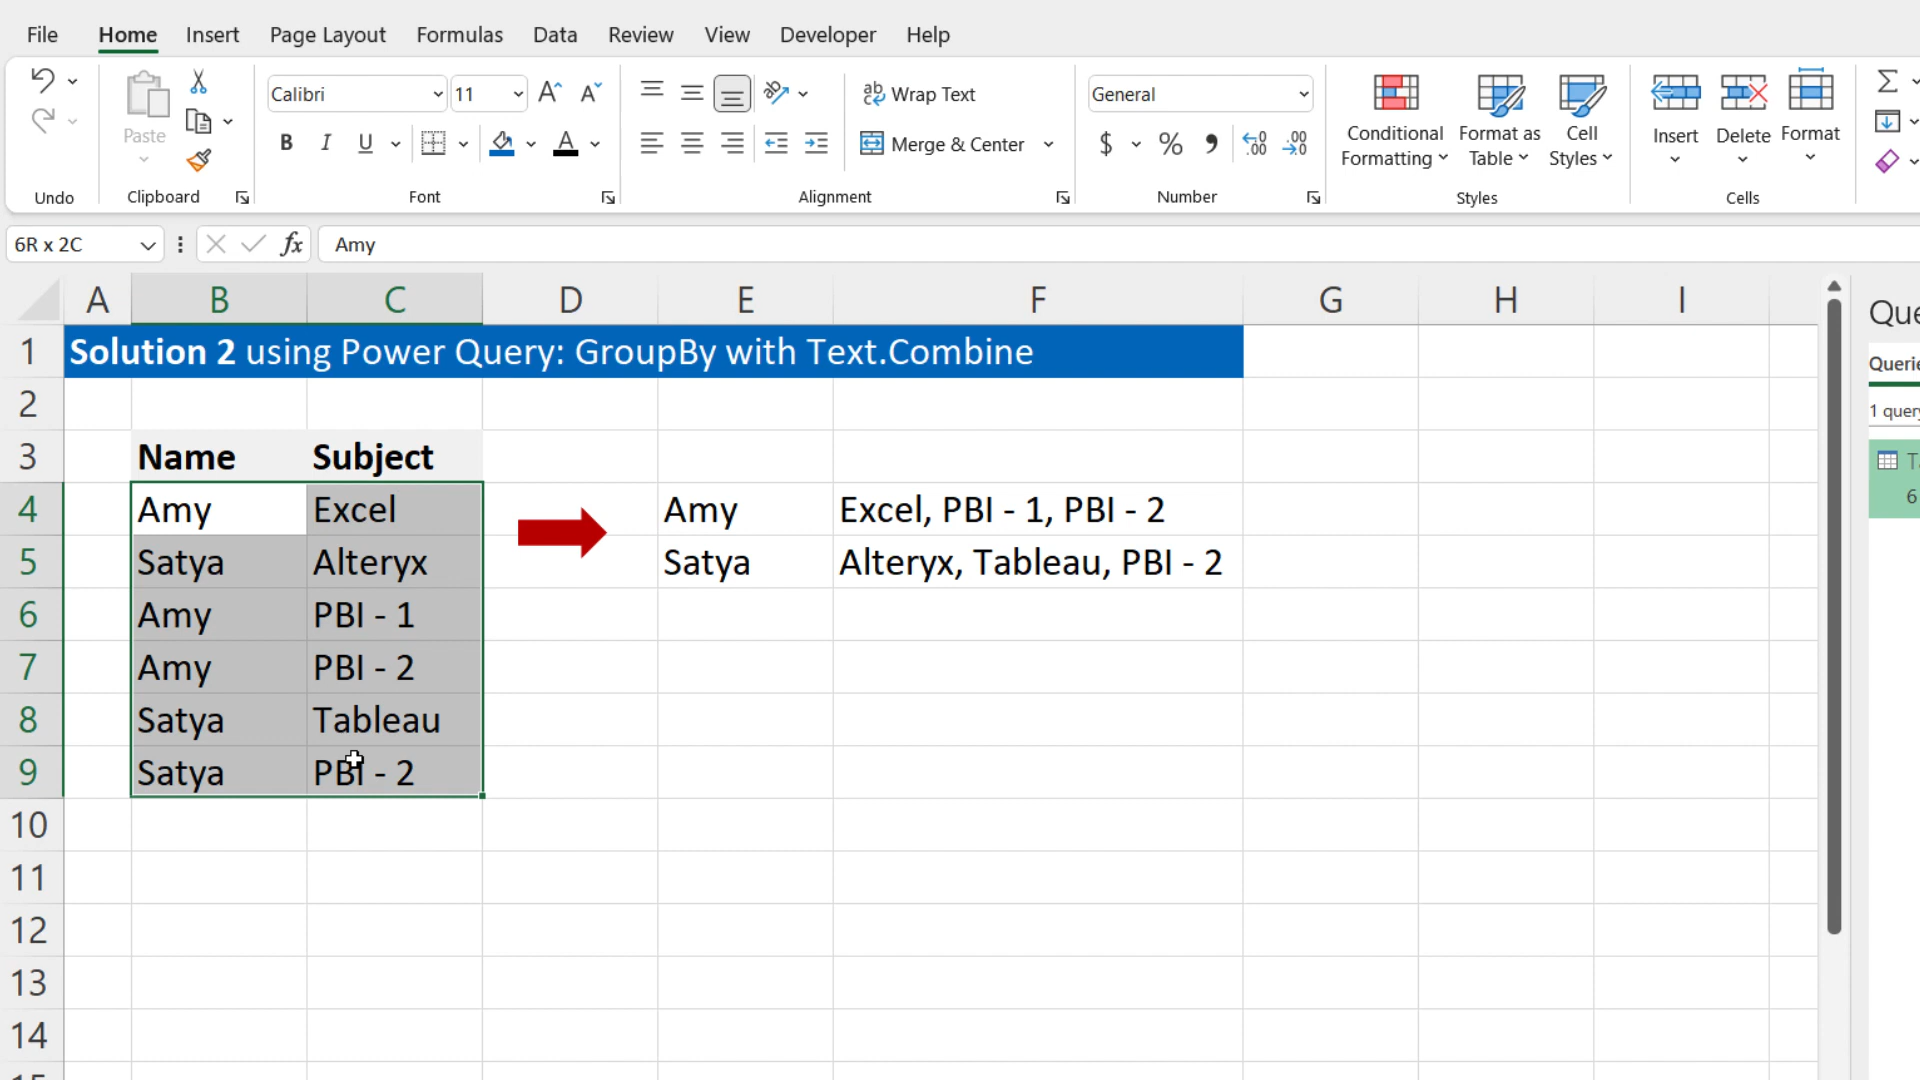 File Home Insert Page Layout Formulas Data Review View Developer Help
Calibri 11 Wrap Text General
Paste B I U Merge & Center $ % Conditional Formatting Format as Table Cell Styles Insert Delete Format
Undo Clipboard Font Alignment Number Styles Cells
6R x 2C fx Amy
A B C D E F G H I
1 Solution 2 using Power Query: GroupBy with Text.Combine
2
3 Name Subject
4 Amy Excel Amy Excel, PBI - 1, PBI - 2
5 Satya Alteryx Satya Alteryx, Tableau, PBI - 2
6 Amy PBI - 1
7 Amy PBI - 2
8 Satya Tableau
9 Satya PBI - 2
10
11
12
13
14
1 query
6